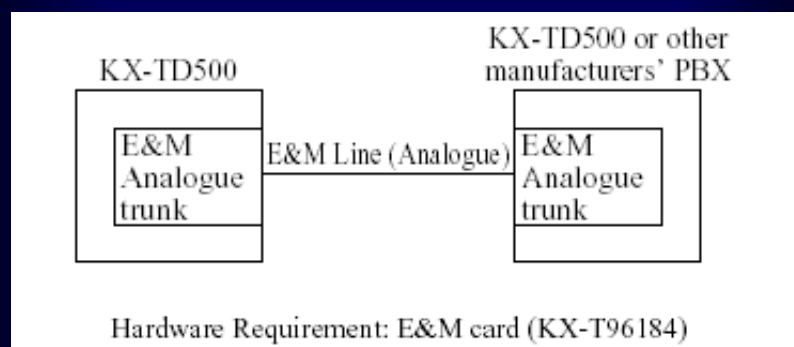 KX-TD500 or other
KX-TD500
manufacturers’ PBX
E&M
Analogue
trunk
E&M Line (Analogue)
E&M
Analogue
trunk
Hardware Requirement: E&M card (KX-T96184)